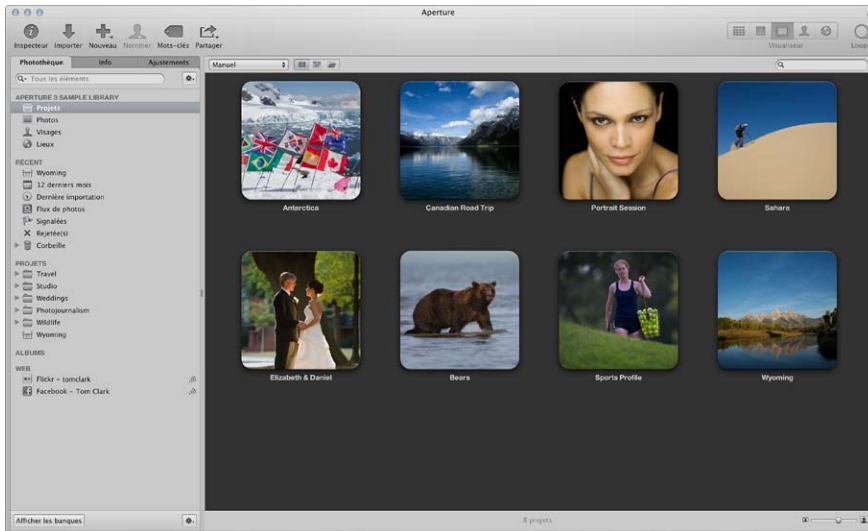 Aperture
Inspecteur Importer Nouveau Nommer Mots-clés Partager
Visualiseur
Loupe
Photothèque Info Ajustements
Manuel
Tous les éléments
APERTURE 3 SAMPLE LIBRARY
Projets
Photos
Visages
Lieux
RÉCENT
Wyoming
12 derniers mois
Dernière importation
Flux de photos
Signalées
Rejetée(s)
Corbeille
PROJETS
Travel
Studio
Weddings
Photojournalism
Wildlife
Wyoming
ALBUMS
WEB
Flickr - tomclark
Facebook - Tom Clark
Afficher les banques
Antarctica
Canadian Road Trip
Portrait Session
Sahara
Elizabeth & Daniel
Bears
Sports Profile
Wyoming
8 projets